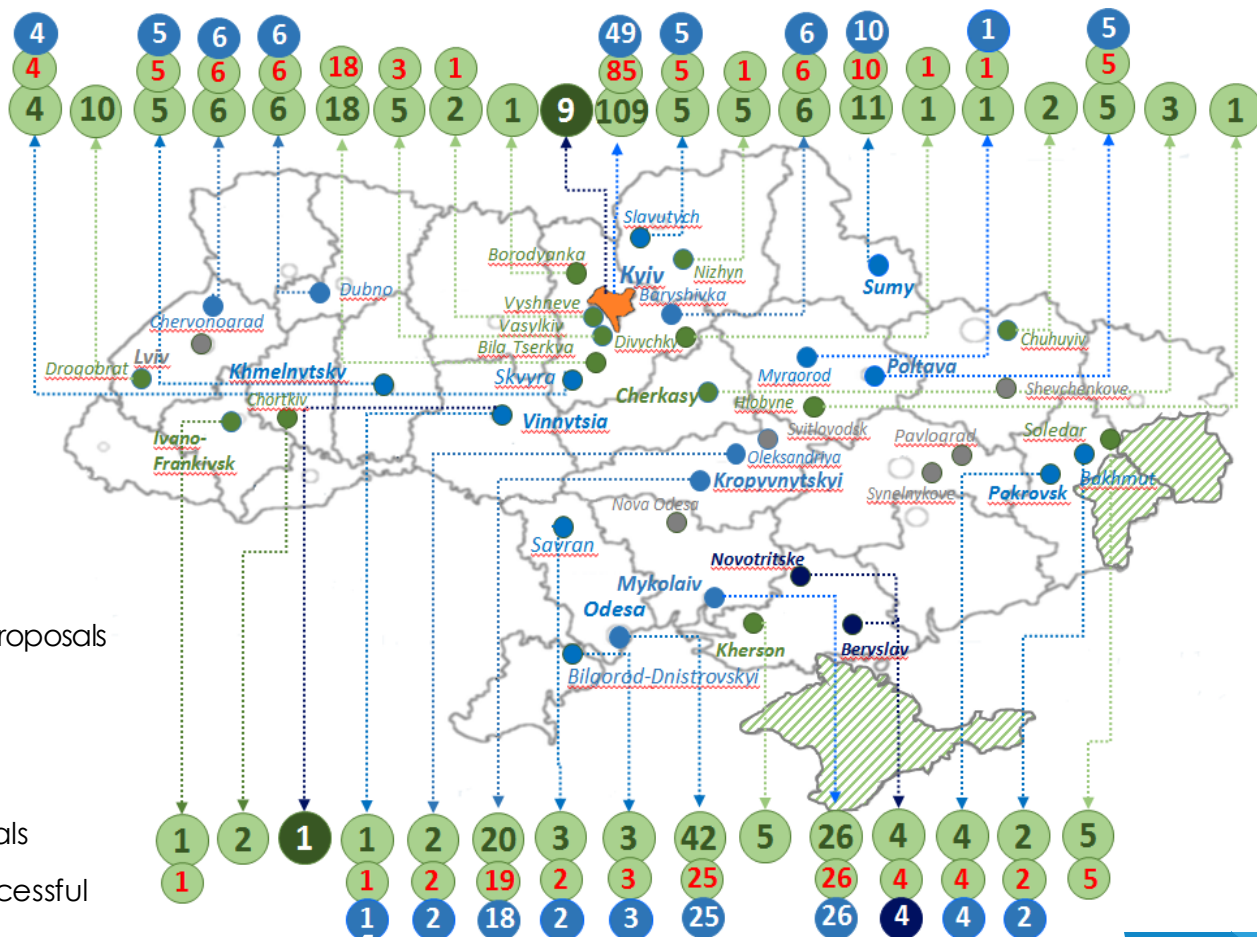 4 5 6 6 49 5 6 10 1 5
4 5 6 6 18 3 1 85 5 1 6 10 1 1 5
4 10 5 6 6 18 5 2 1 9 109 5 5 6 11 1 1 2 5 3 1
Slavutych
Borodyanka
Nizhyn
Kyiv
Dubno
Baryshivka
Sumy
Vyshneve
Chervonograd
Vasylkiv
Divychky
Chuhuyiv
Bila Tserkva
Lviv
Drogobrat
Khmelnytsky
Skvyra
Myrgorod
Poltava
Shevchenkove
Chortkiv
Cherkasy
Hlobyne
Vinnytsia
Svitlovodsk
Pavlograd
Soledar
Ivano-
Frankivsk
Oleksandriya
Kropyvnytskyi
Synelnykove
Pokrovsk
Bakhmut
Nova Odesa
Savran
Novotritske
Mykolaiv
Odesa
roposals
Kherson
Beryslav
Bilgorod-Dnistrovskyi
1 2 1 1 2 20 3 3 42 5 26 4 4 2 5
als
1 1 2 19 2 3 25 26 4 4 2 5
cessful
1 2 18 2 3 25 26 4 4 2